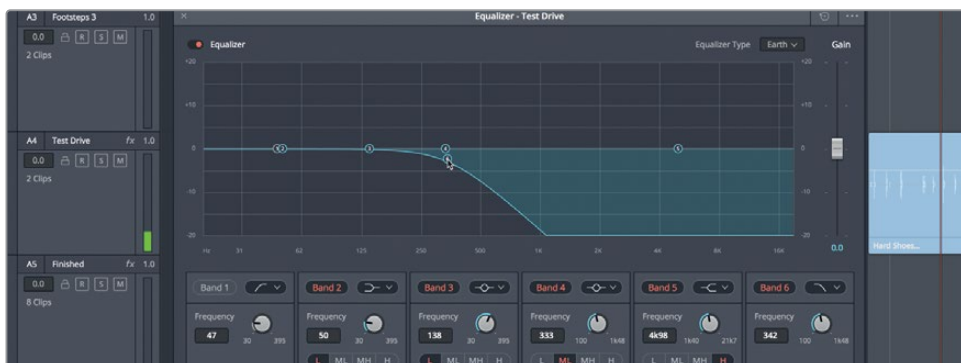 A3 Footsteps 3 1.0
0.0 R S M
2 Clips
A4 Test Drive fx 1.0
0.0 R S M
2 Clips
A5 Finished fx 1.0
0.0 R S M
8 Clips
Equalizer - Test Drive
Equalizer
Equalizer Type Earth Gain
+20 +20
+10 +10
0 0
-10 -10
-20 -20
Hz 31 62 125 250 500 1K 2K 4K 8K 16K
0.0
Hard Shoes...
Band 1 Band 2 Band 3 Band 4 Band 5 Band 6
Frequency Frequency Frequency Frequency Frequency Frequency
47 30 395 50 30 395 138 100 1k48 333 100 1k48 4k98 1k40 21k7 342 100 1k48
L ML MH H L ML MH H L ML MH H L ML MH H